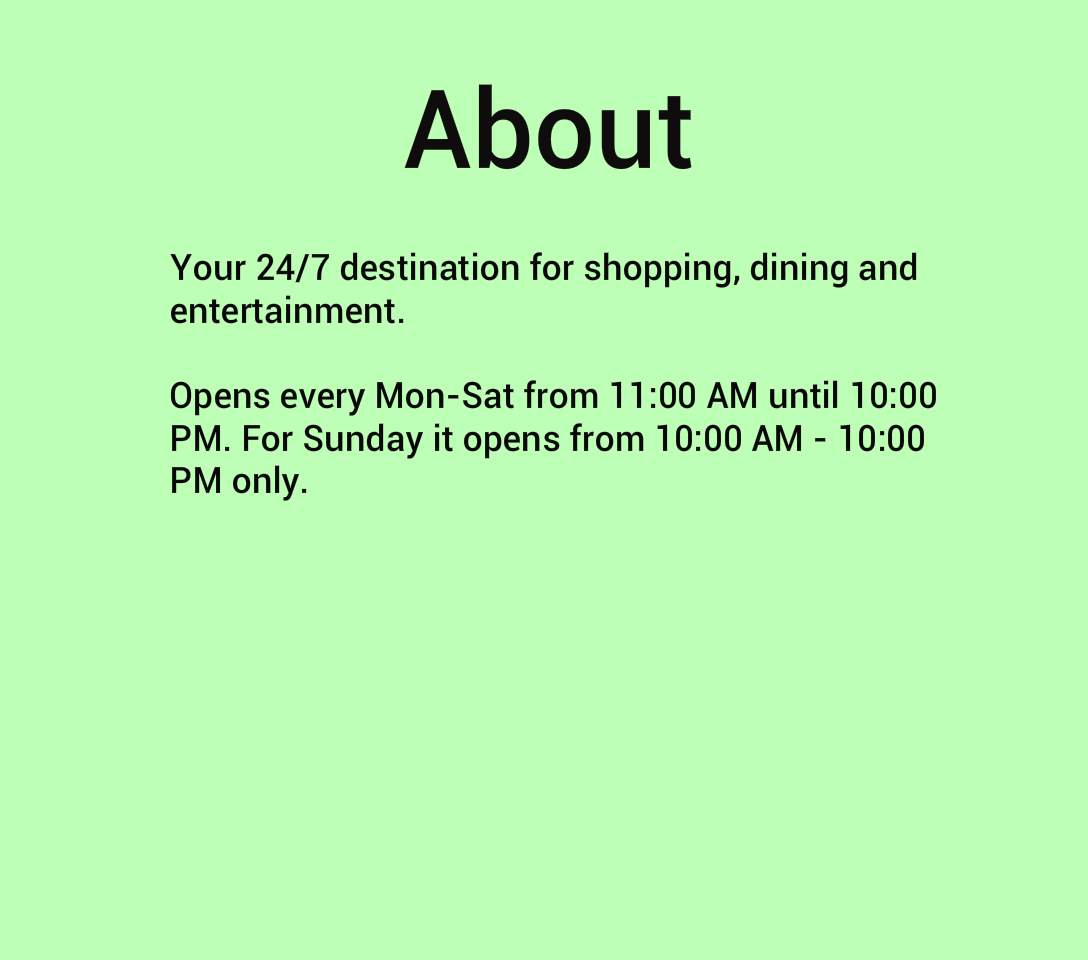 About
Your 24/7 destination for shopping, dining and
entertainment.
Opens every Mon-Sat from 11:00 AM until 10:00
PM. For Sunday it opens from 10:00 AM - 10:00
PM only.